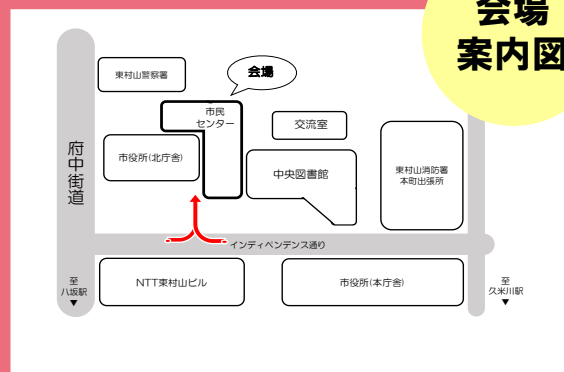 会場
案内図
東村山警察署
会場
市民
センター
交流室
市役所(北庁舎)
中央図書館
東村山消防署
本町出張所
府中街道
インディペンデンス通り
NTT東村山ビル
市役所(本庁舎)
至
八坂駅
▼
至
久米川駅
▼